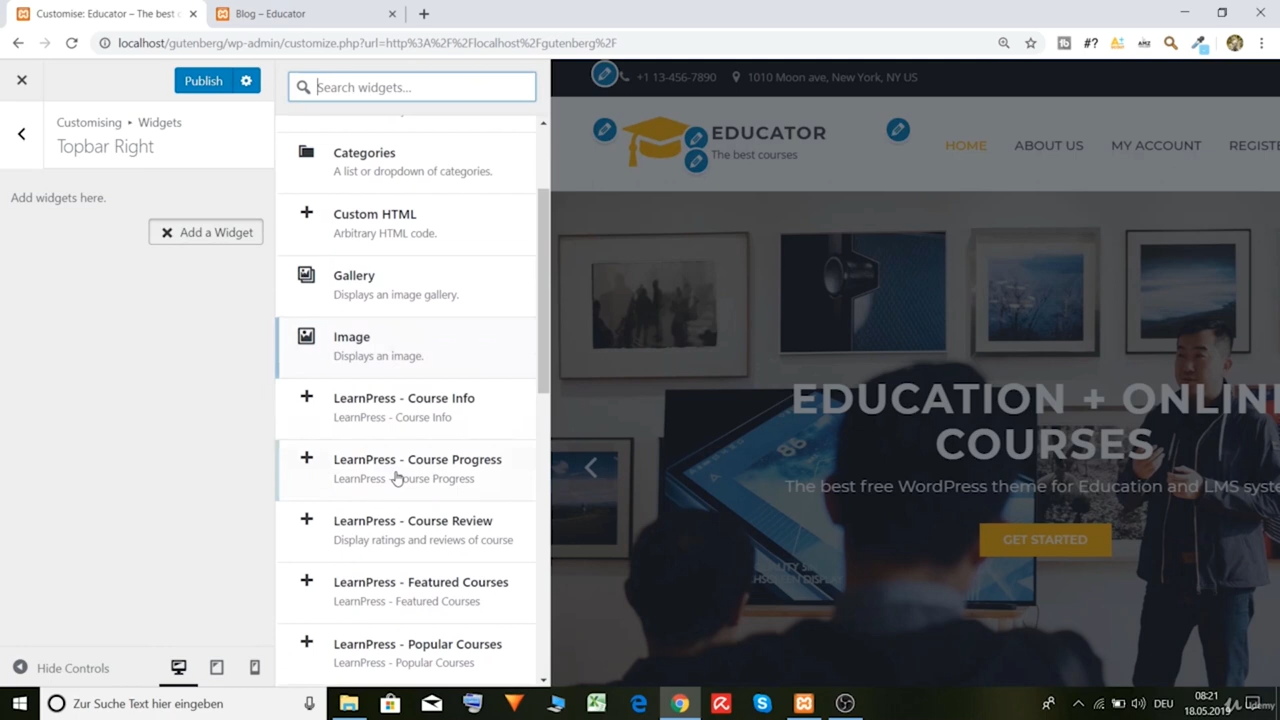 Customise: Educator – The best c
Blog – Educator
localhost/gutenberg/wp-admin/customize.php?url=http%3A%2F%2Flocalhost%2Fgutenberg%2F
#?
Publish
Search widgets...
+1 13-456-7890
1010 Moon ave, New York, NY US
Customising ▸ Widgets
Topbar Right
EDUCATOR
The best courses
HOME
ABOUT US
MY ACCOUNT
REGISTE
Add widgets here.
Add a Widget
Categories
A list or dropdown of categories.
Custom HTML
Arbitrary HTML code.
Gallery
Displays an image gallery.
Image
Displays an image.
LearnPress - Course Info
LearnPress - Course Info
LearnPress - Course Progress
LearnPress - Course Progress
LearnPress - Course Review
Display ratings and reviews of course
LearnPress - Featured Courses
LearnPress - Featured Courses
LearnPress - Popular Courses
LearnPress - Popular Courses
86
EDUCATION + ONLIN
COURSES
The best free WordPress theme for Education and LMS syste
GET STARTED
Hide Controls
Zur Suche Text hier eingeben
DEU
08:21
18.05.2019
udemy